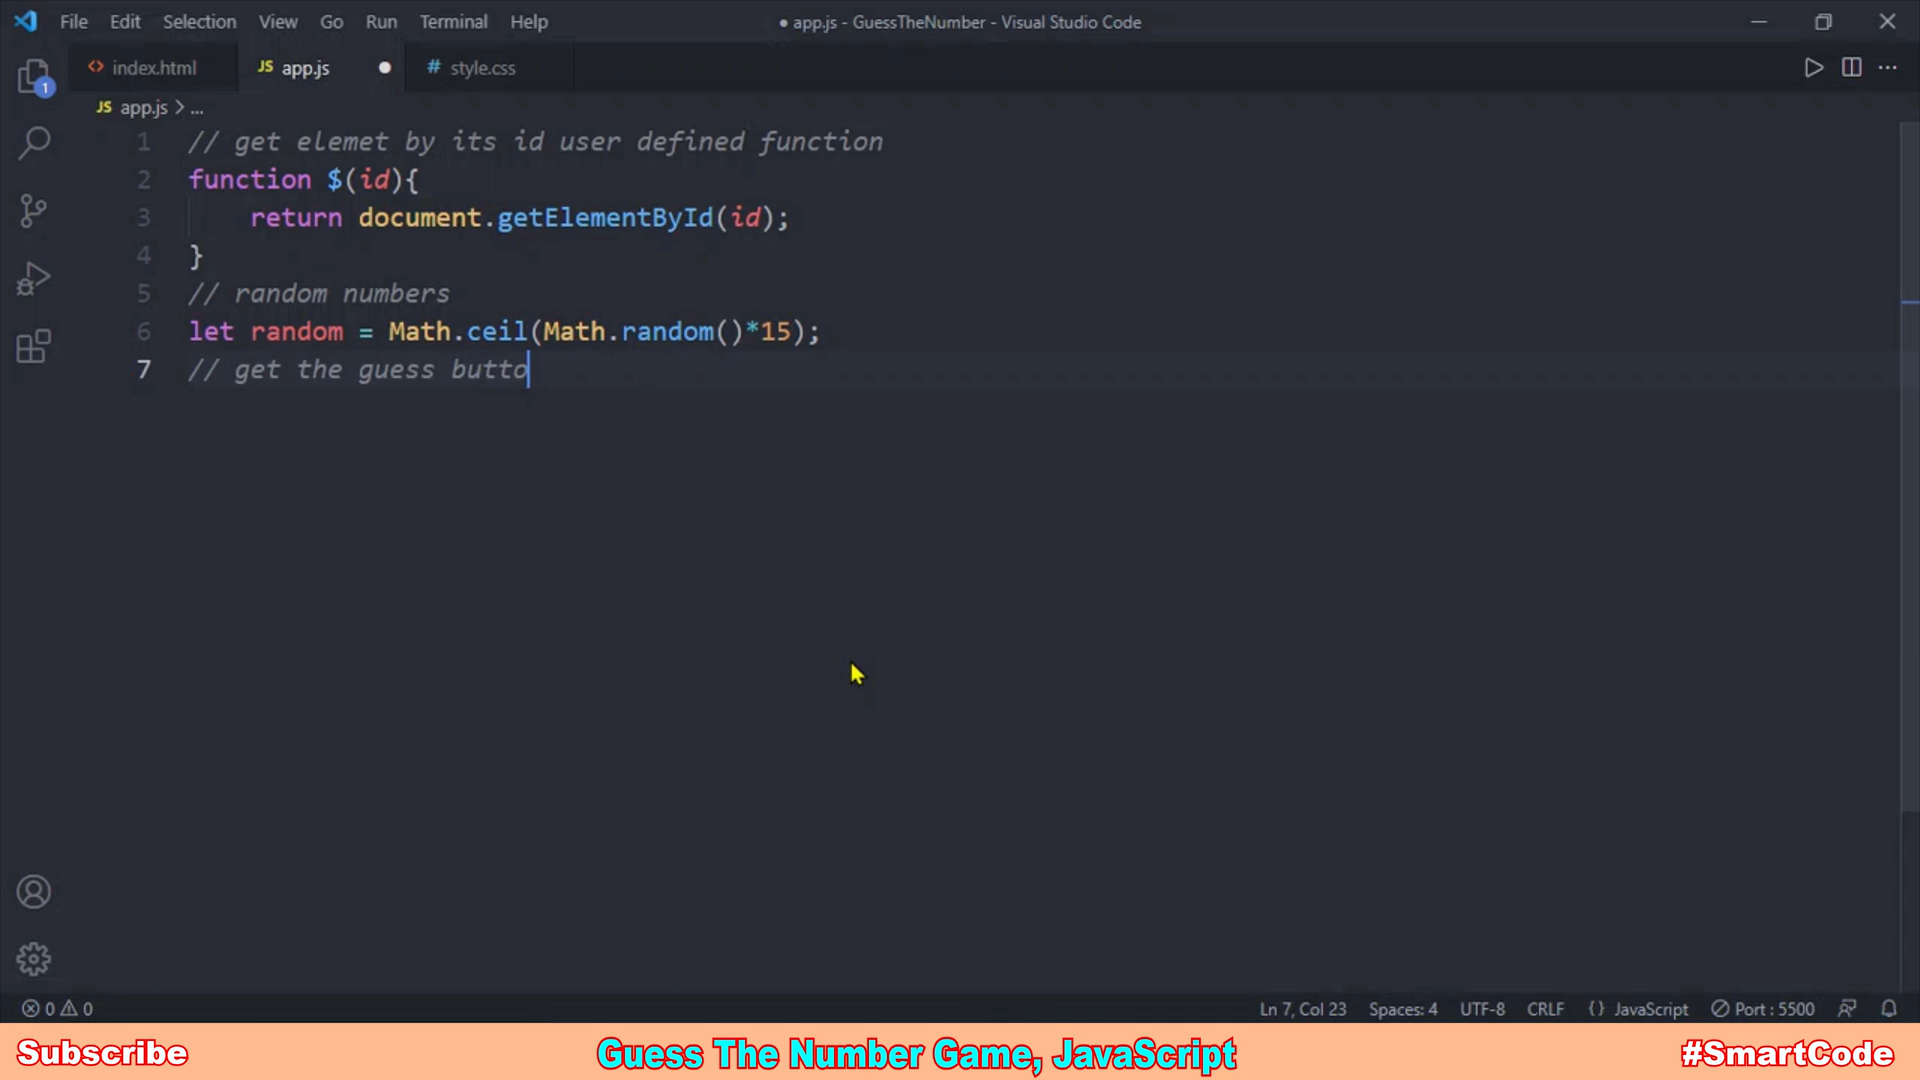 File Edit Selection View Go Run Terminal Help
● app.js - GuessTheNumber - Visual Studio Code
<> index.html
JS app.js ●
# style.css
1
JS app.js > ...
1 // get elemet by its id user defined function
2 function $(id){
3     return document.getElementById(id);
4 }
5 // random numbers
6 let random = Math.ceil(Math.random()*15);
7 // get the guess butto
0 0
Ln 7, Col 23 Spaces: 4 UTF-8 CRLF {} JavaScript Port : 5500
Subscribe
Guess The Number Game, JavaScript
#SmartCode